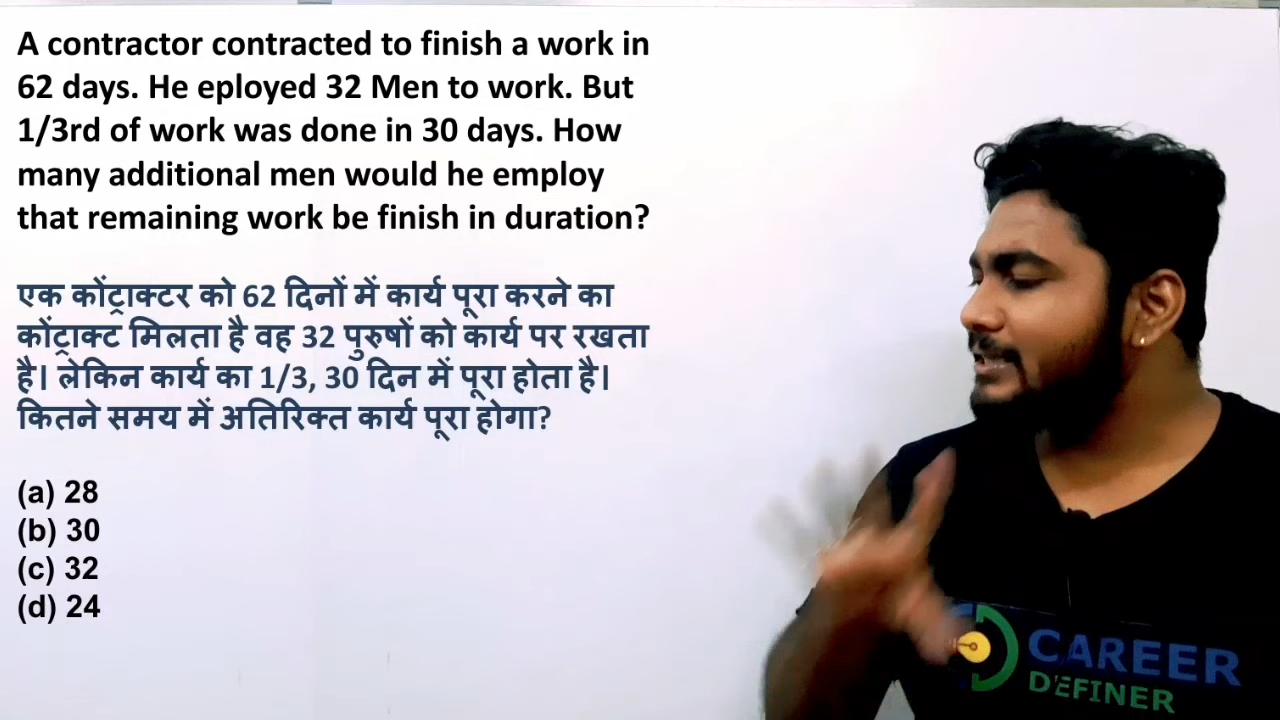 A contractor contracted to finish a work in
62 days. He eployed 32 Men to work. But
1/3rd of work was done in 30 days. How
many additional men would he employ
that remaining work be finish in duration?
एक कोंट्राक्टर को 62 दिनों में कार्य पूरा करने का
कोंट्राक्ट मिलता है वह 32 पुरुषों को कार्य पर रखता
है। लेकिन कार्य का 1/3, 30 दिन में पूरा होता है।
कितने समय में अतिरिक्त कार्य पूरा होगा?
(a) 28
(b) 30
(c) 32
(d) 24
CAREER
DEFINER